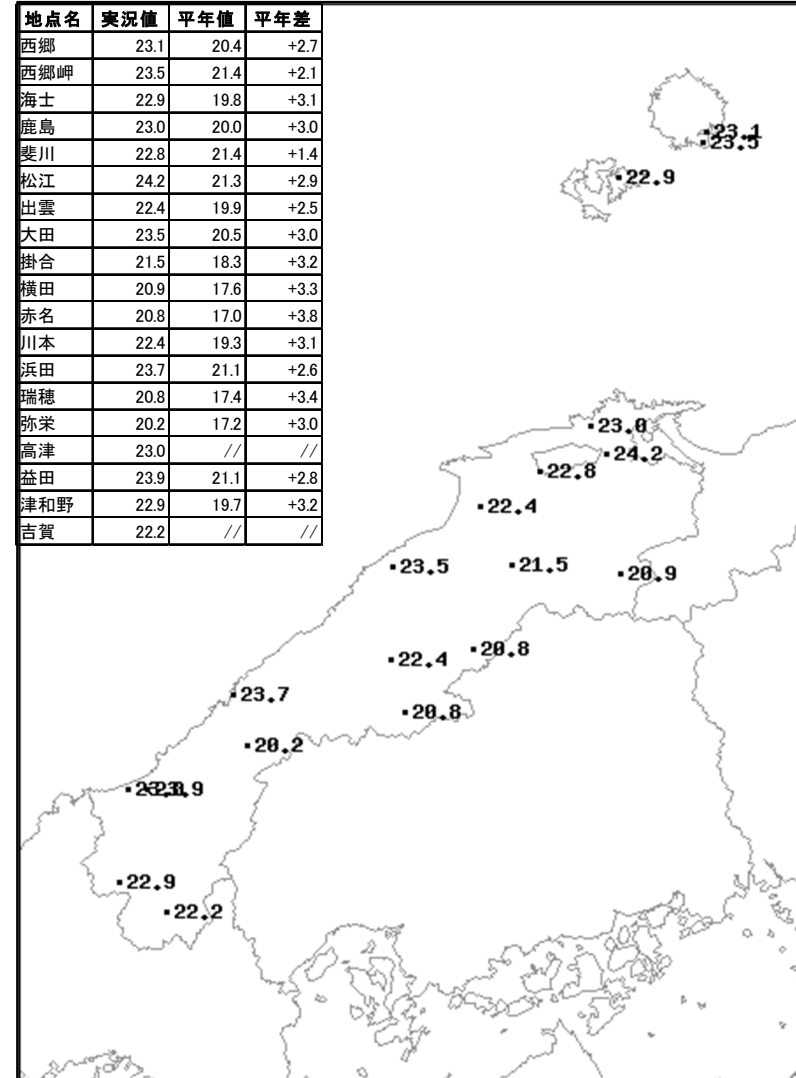 地点名 実況値 平年値 平年差
西郷 23.1 20.4 +2.7
西郷岬 23.5 21.4 +2.1
海士 22.9 19.8 +3.1
鹿島 23.0 20.0 +3.0
斐川 22.8 21.4 +1.4
松江 24.2 21.3 +2.9
出雲 22.4 19.9 +2.5
大田 23.5 20.5 +3.0
掛合 21.5 18.3 +3.2
横田 20.9 17.6 +3.3
赤名 20.8 17.0 +3.8
川本 22.4 19.3 +3.1
浜田 23.7 21.1 +2.6
瑞穂 20.8 17.4 +3.4
弥栄 20.2 17.2 +3.0
高津 23.0 // //
益田 23.9 21.1 +2.8
津和野 22.9 19.7 +3.2
吉賀 22.2 // //
23.1
23.5
22.9
23.0
24.2
22.8
22.4
23.5
21.5
20.9
20.8
22.4
23.7
20.8
20.2
23.0
23.9
22.9
22.2